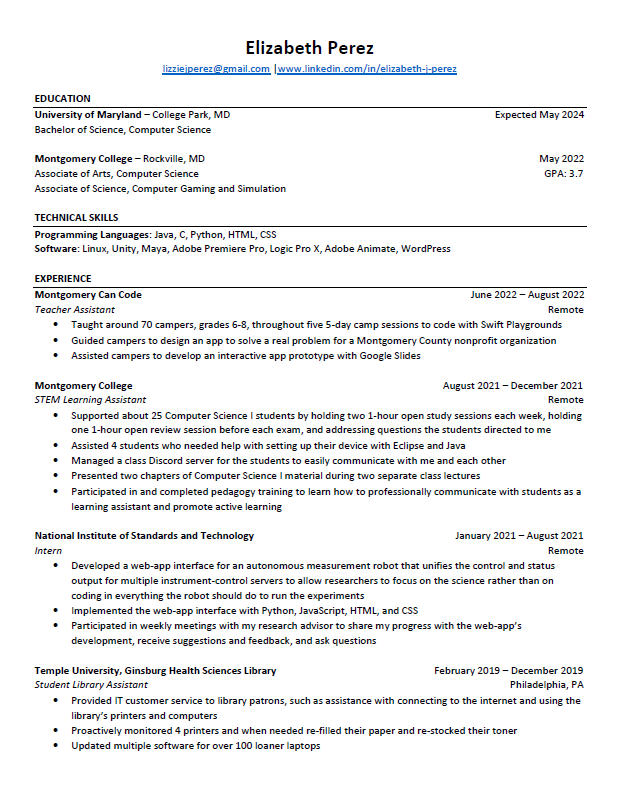 Elizabeth Perez
lizziejperez@gmail.com | www.linkedin.com/in/elizabeth-j-perez
EDUCATION
University of Maryland – College Park, MD Expected May 2024
Bachelor of Science, Computer Science
Montgomery College – Rockville, MD May 2022
Associate of Arts, Computer Science GPA: 3.7
Associate of Science, Computer Gaming and Simulation
TECHNICAL SKILLS
Programming Languages: Java, C, Python, HTML, CSS
Software: Linux, Unity, Maya, Adobe Premiere Pro, Logic Pro X, Adobe Animate, WordPress
EXPERIENCE
Montgomery Can Code June 2022 – August 2022
Teacher Assistant Remote
• Taught around 70 campers, grades 6-8, throughout five 5-day camp sessions to code with Swift Playgrounds
• Guided campers to design an app to solve a real problem for a Montgomery County nonprofit organization
• Assisted campers to develop an interactive app prototype with Google Slides
Montgomery College August 2021 – December 2021
STEM Learning Assistant Remote
• Supported about 25 Computer Science I students by holding two 1-hour open study sessions each week, holding
one 1-hour open review session before each exam, and addressing questions the students directed to me
• Assisted 4 students who needed help with setting up their device with Eclipse and Java
• Managed a class Discord server for the students to easily communicate with me and each other
• Presented two chapters of Computer Science I material during two separate class lectures
• Participated in and completed pedagogy training to learn how to professionally communicate with students as a
learning assistant and promote active learning
National Institute of Standards and Technology January 2021 – August 2021
Intern Remote
• Developed a web-app interface for an autonomous measurement robot that unifies the control and status
output for multiple instrument-control servers to allow researchers to focus on the science rather than on
coding in everything the robot should do to run the experiments
• Implemented the web-app interface with Python, JavaScript, HTML, and CSS
• Participated in weekly meetings with my research advisor to share my progress with the web-app's
development, receive suggestions and feedback, and ask questions
Temple University, Ginsburg Health Sciences Library February 2019 – December 2019
Student Library Assistant Philadelphia, PA
• Provided IT customer service to library patrons, such as assistance with connecting to the internet and using the
library's printers and computers
• Proactively monitored 4 printers and when needed re-filled their paper and re-stocked their toner
• Updated multiple software for over 100 loaner laptops